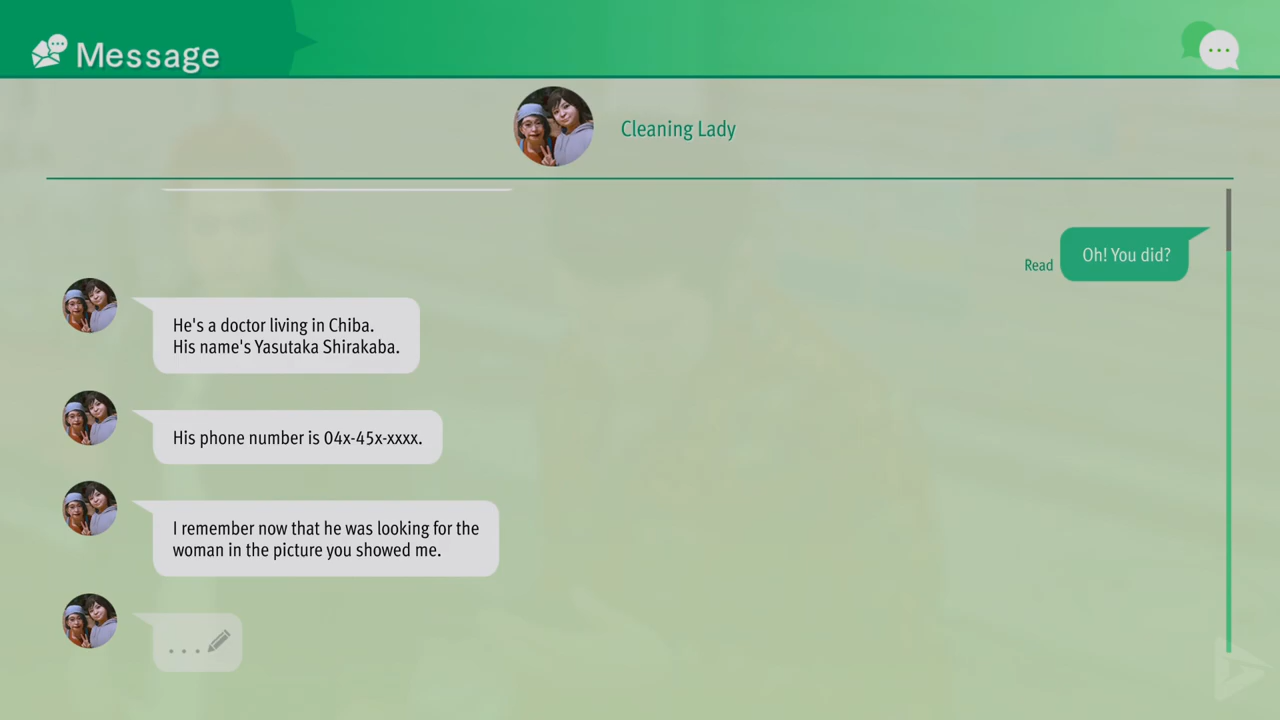 Message
Cleaning Lady
Oh! You did?
Read
He's a doctor living in Chiba.
His name's Yasutaka Shirakaba.
His phone number is 04x-45x-xxxx.
I remember now that he was looking for the
woman in the picture you showed me.
...